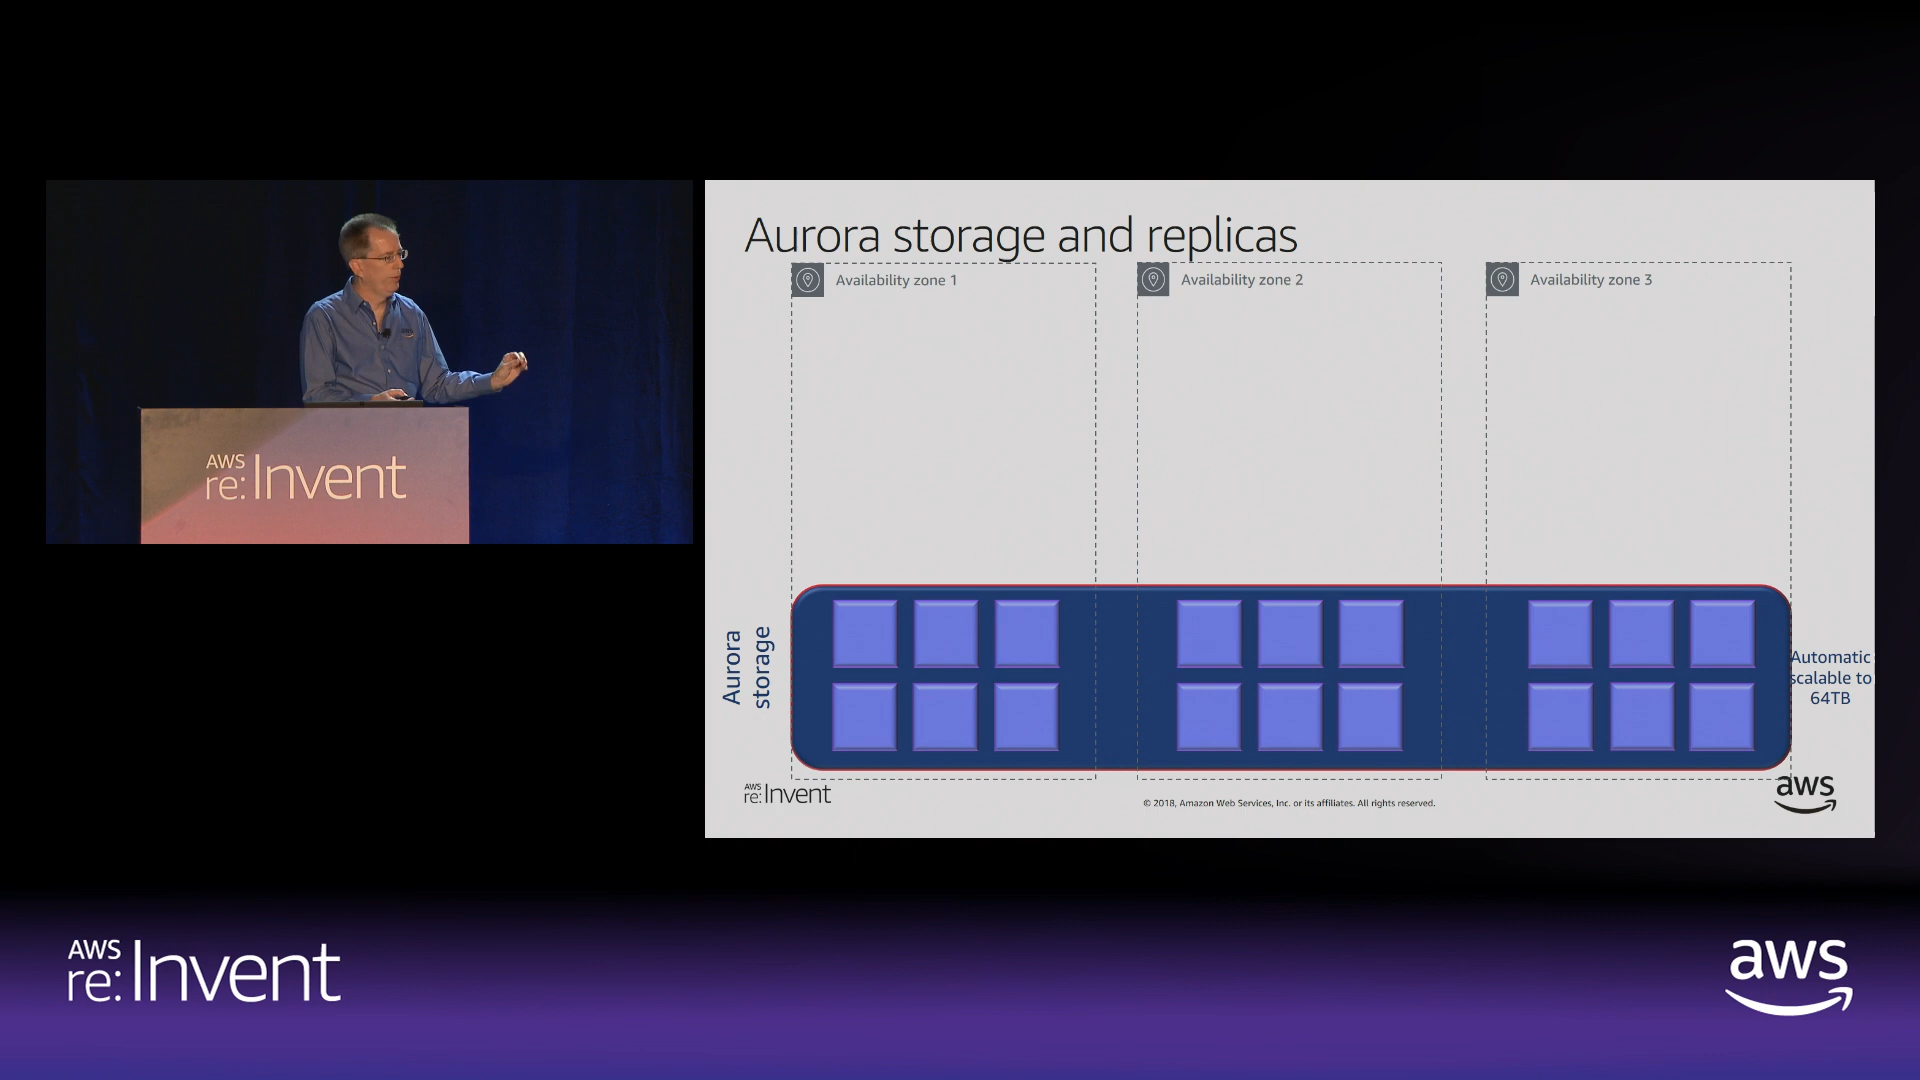 AWS
re:Invent
Aurora storage and replicas
Availability zone 1
Availability zone 2
Availability zone 3
Aurora
storage
Automatic
scalable to
64TB
AWS
re:Invent
© 2018, Amazon Web Services, Inc. or its affiliates. All rights reserved.
aws
AWS
re:Invent
aws